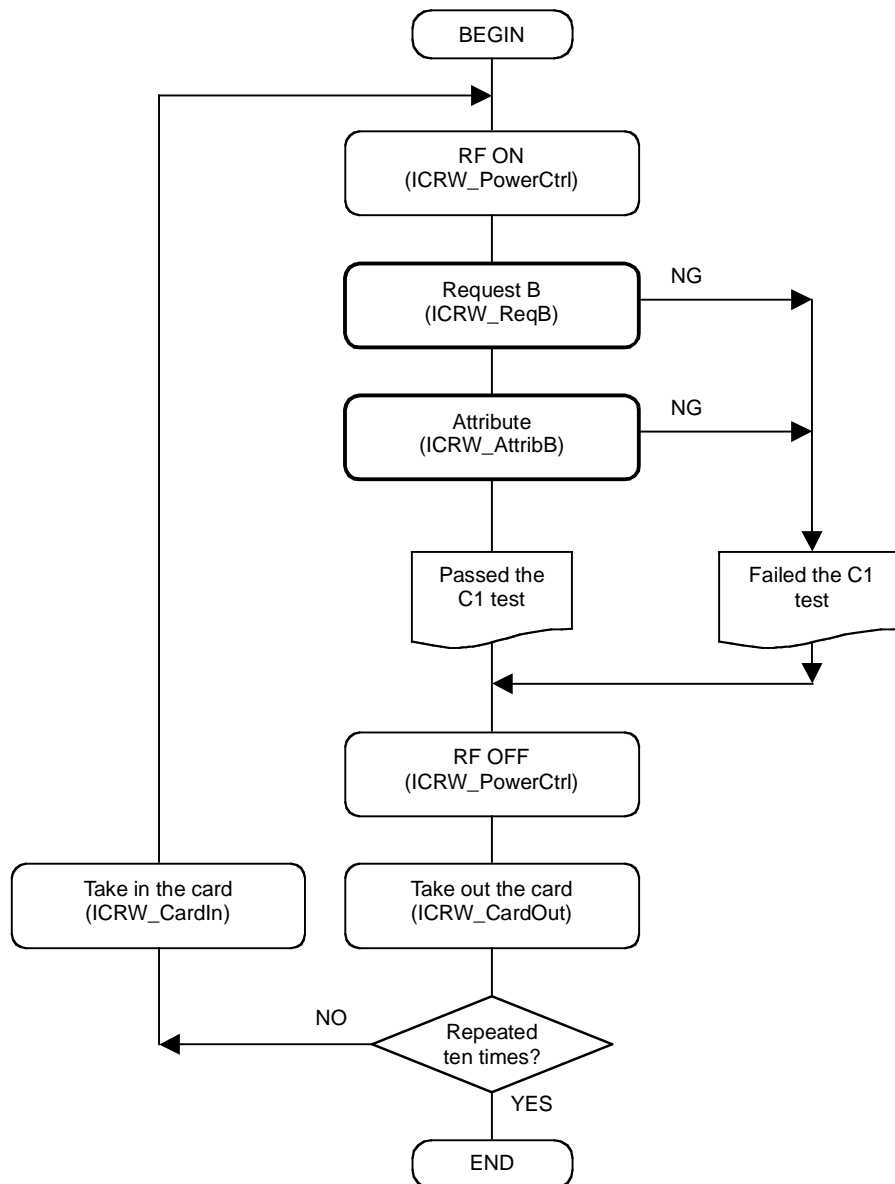 BEGIN
RF ON
(ICRW_PowerCtrl)
Request B
(ICRW_ReqB)
NG
Attribute
(ICRW_AttribB)
NG
Passed the
C1 test
Failed the C1
test
RF OFF
(ICRW_PowerCtrl)
Take in the card
(ICRW_CardIn)
Take out the card
(ICRW_CardOut)
NO
Repeated
ten times?
YES
END